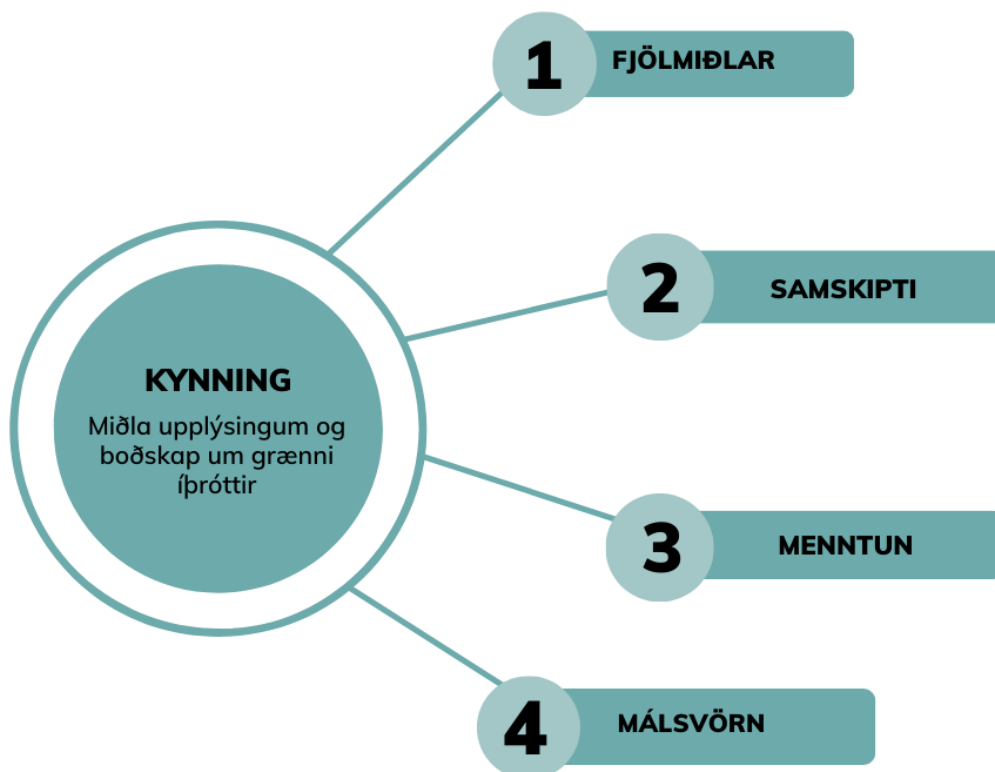 1
FJÖLMIÐLAR
2
SAMSKIPTI
KYNNING
Miðla upplýsingum og
boðskap um grænni
íþróttir
3
MENNTUN
4
MÁLSVÖRN